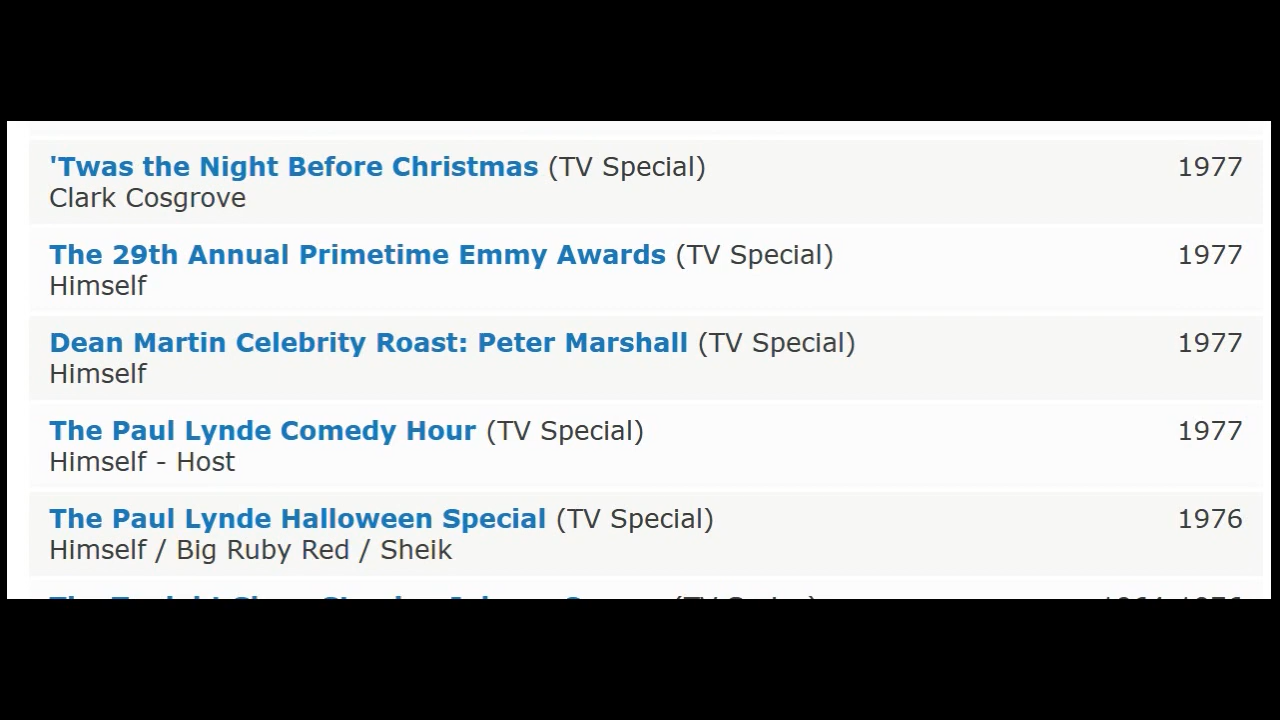 'Twas the Night Before Christmas (TV Special) 1977
Clark Cosgrove
The 29th Annual Primetime Emmy Awards (TV Special) 1977
Himself
Dean Martin Celebrity Roast: Peter Marshall (TV Special) 1977
Himself
The Paul Lynde Comedy Hour (TV Special) 1977
Himself - Host
The Paul Lynde Halloween Special (TV Special) 1976
Himself / Big Ruby Red / Sheik